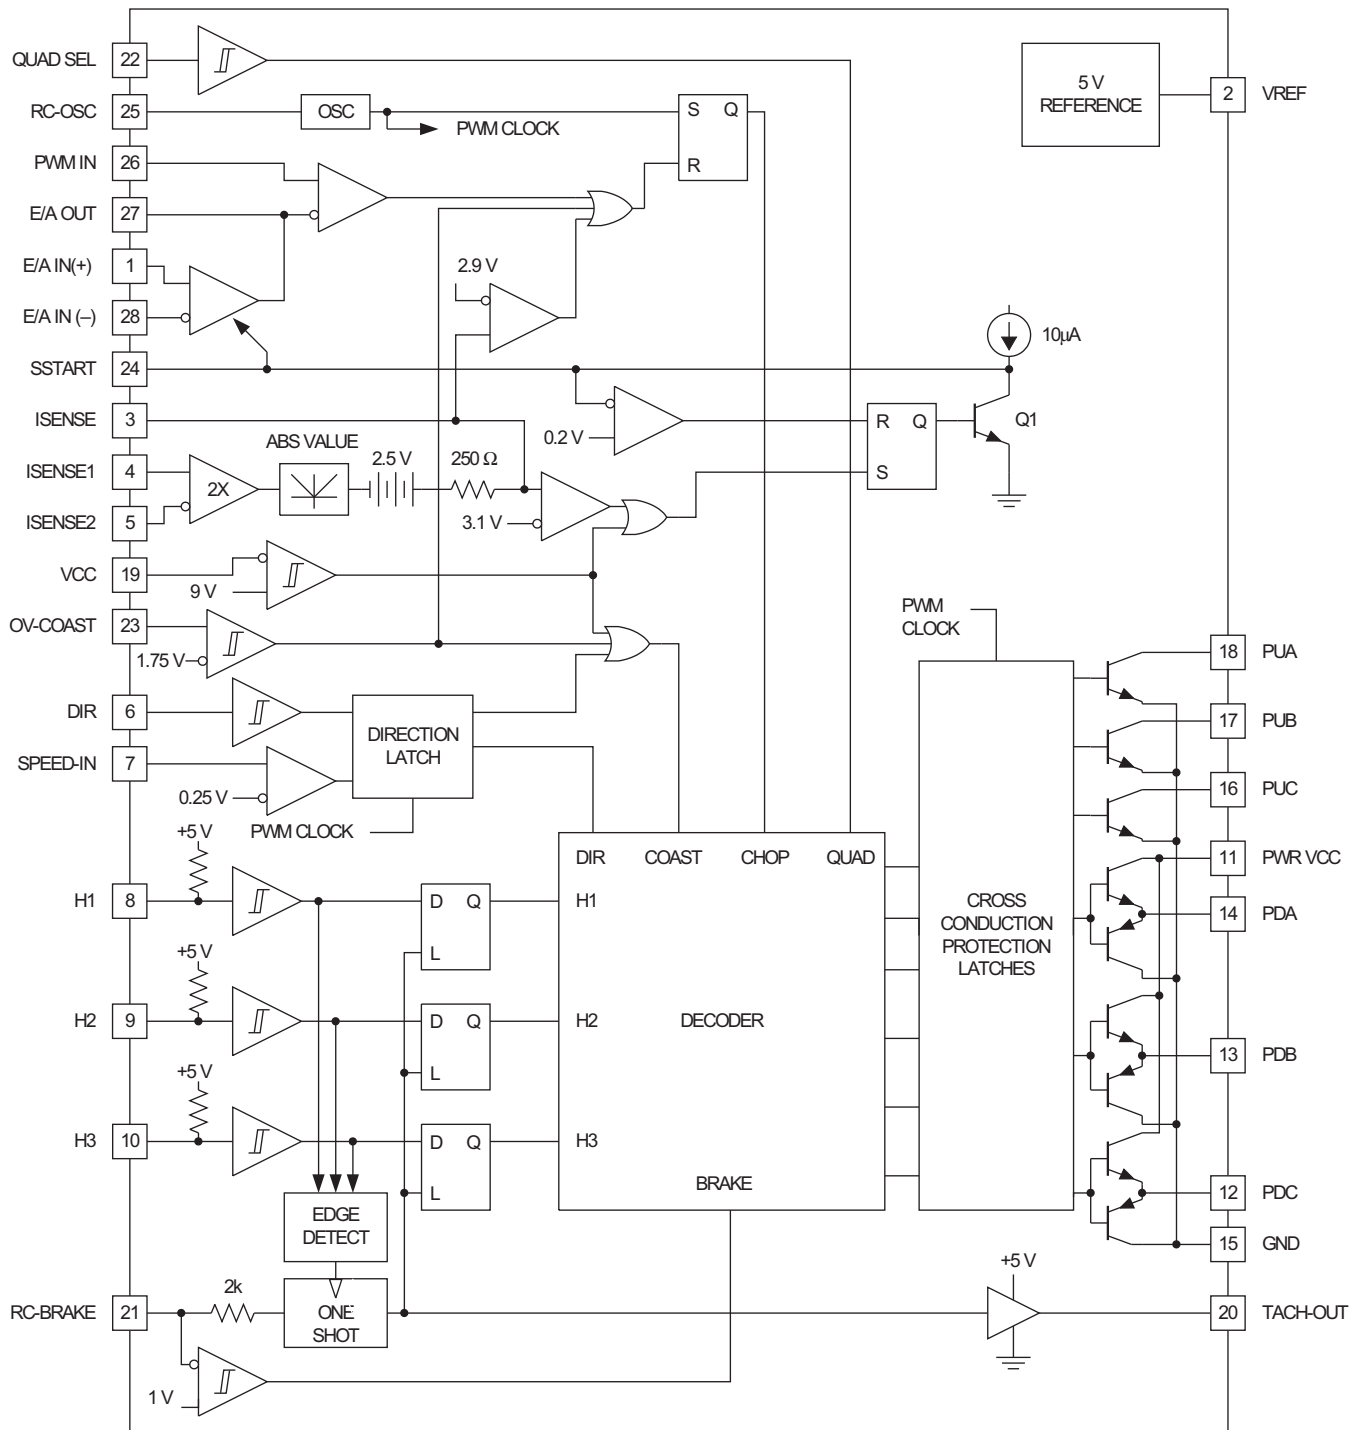 QUAD SEL 22
5 V
REFERENCE
2 VREF
RC-OSC 25 OSC
S Q
PWM CLOCK
PWM IN 26
R
E/A OUT 27
E/A IN(+) 1
2.9 V
E/A IN (–) 28
10µA
SSTART 24
ISENSE 3
R Q
Q1
0.2 V
ABS VALUE
2.5 V
250 Ω
ISENSE1 4
S
2X
3.1 V
ISENSE2 5
VCC 19
9 V
PWM
CLOCK
OV-COAST 23
1.75 V
18 PUA
DIR 6
DIRECTION
LATCH
17 PUB
SPEED-IN 7
0.25 V
16 PUC
PWM CLOCK
+5 V
DIR COAST CHOP QUAD
11 PWR VCC
H1 8
D Q
H1
CROSS
CONDUCTION
PROTECTION
LATCHES
14 PDA
L
+5 V
H2 9
D Q
H2
DECODER
13 PDB
L
+5 V
H3 10
D Q
H3
L
BRAKE
12 PDC
EDGE
DETECT
15 GND
+5 V
RC-BRAKE 21
2k
ONE
SHOT
20 TACH-OUT
1 V